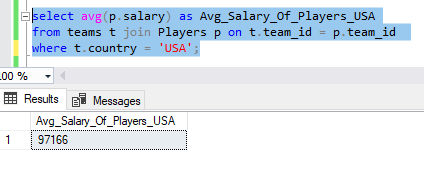 select avg(p.salary) as Avg_Salary_Of_Players_USA
from teams t join Players p on t.team_id = p.team_id
where t.country = 'USA';
00 %
Results Messages
Avg_Salary_Of_Players_USA
1 97166